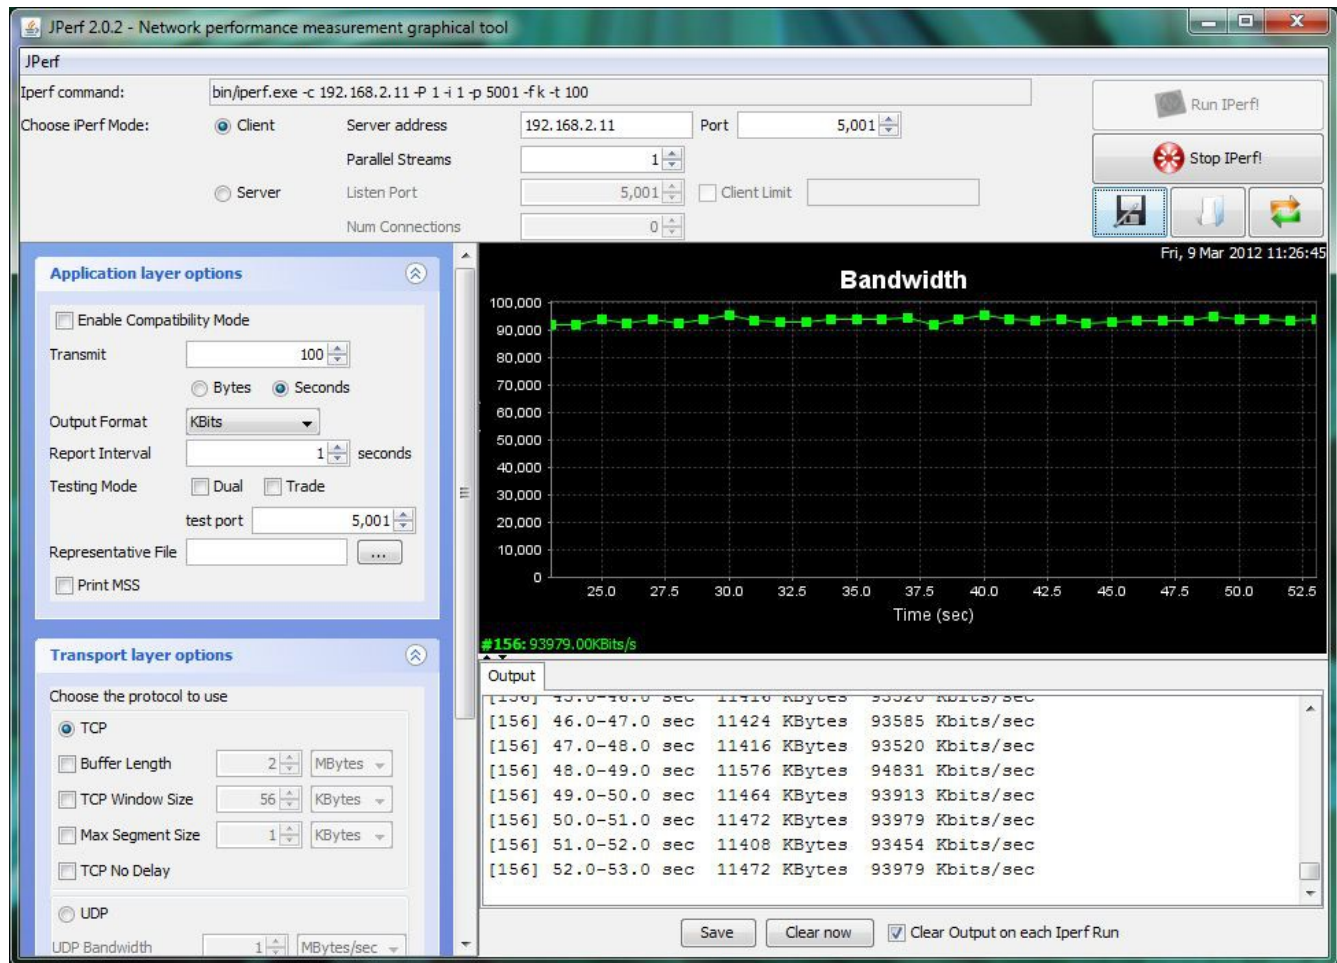 JPerf 2.0.2 - Network performance measurement graphical tool
JPerf
Iperf command:
bin/iperf.exe -c 192.168.2.11 -P 1 -i 1 -p 5001 -f k -t 100
Run IPerf!
Choose iPerf Mode:
Client
Server address
192.168.2.11
Port
5,001
Parallel Streams
1
Stop IPerf!
Server
Listen Port
5,001
Client Limit
Num Connections
0
Application layer options
Enable Compatibility Mode
Transmit
100
Bytes
Seconds
Output Format
KBits
Report Interval
1
seconds
Testing Mode
Dual
Trade
test port
5,001
Representative File
...
Print MSS
Transport layer options
Choose the protocol to use
TCP
Buffer Length
2
MBytes
TCP Window Size
56
KBytes
Max Segment Size
1
KBytes
TCP No Delay
UDP
UDP Bandwidth
1
MBytes/sec
Fri, 9 Mar 2012 11:26:45
Bandwidth
100,000
90,000
80,000
70,000
60,000
50,000
40,000
30,000
20,000
10,000
0
25.0 27.5 30.0 32.5 35.0 37.5 40.0 42.5 45.0 47.5 50.0 52.5
Time (sec)
#156: 93979.00KBits/s
Output
[156] 45.0-46.0 sec 11416 KBytes 93520 Kbits/sec
[156] 46.0-47.0 sec 11424 KBytes 93585 Kbits/sec
[156] 47.0-48.0 sec 11416 KBytes 93520 Kbits/sec
[156] 48.0-49.0 sec 11576 KBytes 94831 Kbits/sec
[156] 49.0-50.0 sec 11464 KBytes 93913 Kbits/sec
[156] 50.0-51.0 sec 11472 KBytes 93979 Kbits/sec
[156] 51.0-52.0 sec 11408 KBytes 93454 Kbits/sec
[156] 52.0-53.0 sec 11472 KBytes 93979 Kbits/sec
Save
Clear now
Clear Output on each Iperf Run